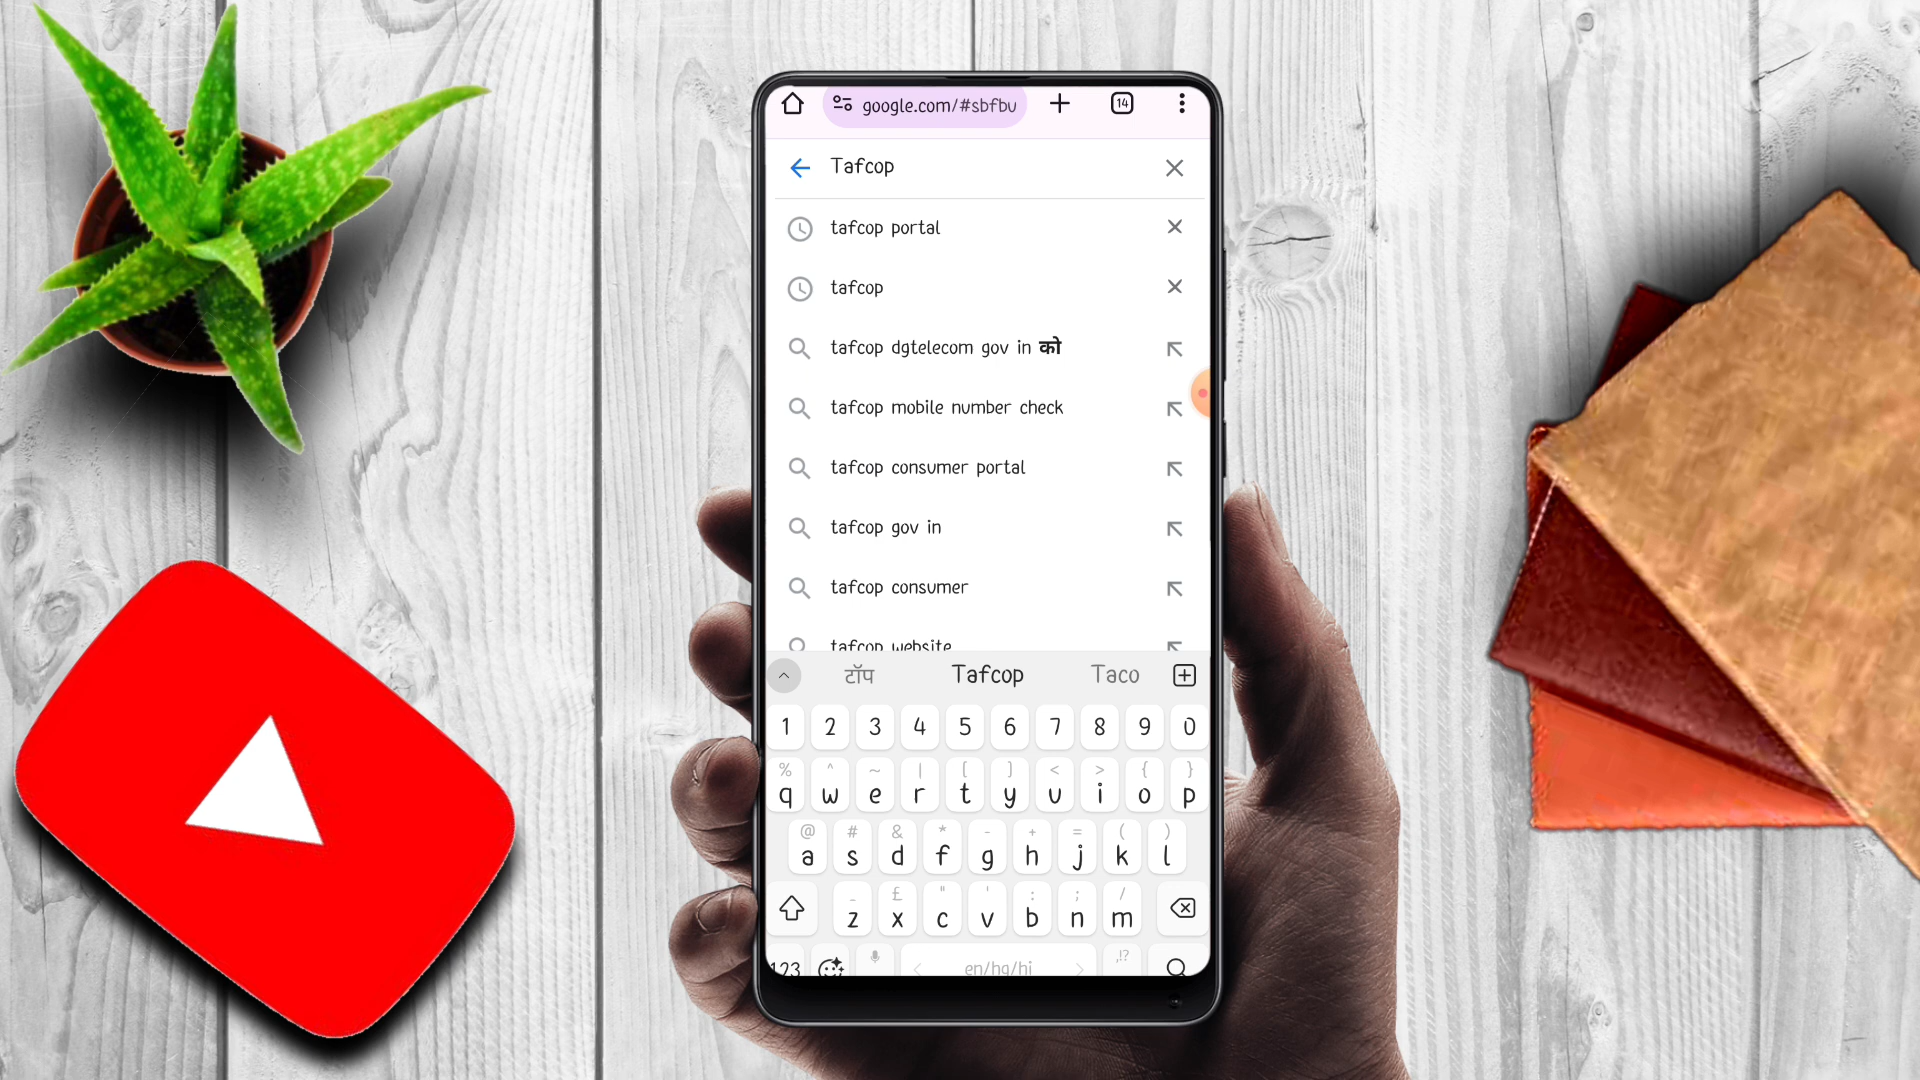 google.com/#sbfbu
14
Tafcop
tafcop portal
tafcop
tafcop dgtelecom gov in को
tafcop mobile number check
tafcop consumer portal
tafcop gov in
tafcop consumer
tafcop website
टॉप Tafcop Taco
1 2 3 4 5 6 7 8 9 0
% ^ ~ | [ ] < > { }
q w e r t y u i o p
@ # & * - + = ( )
a s d f g h j k l
_ £ " ' : ; /
z x c v b n m
,!?
123 en/hg/hi